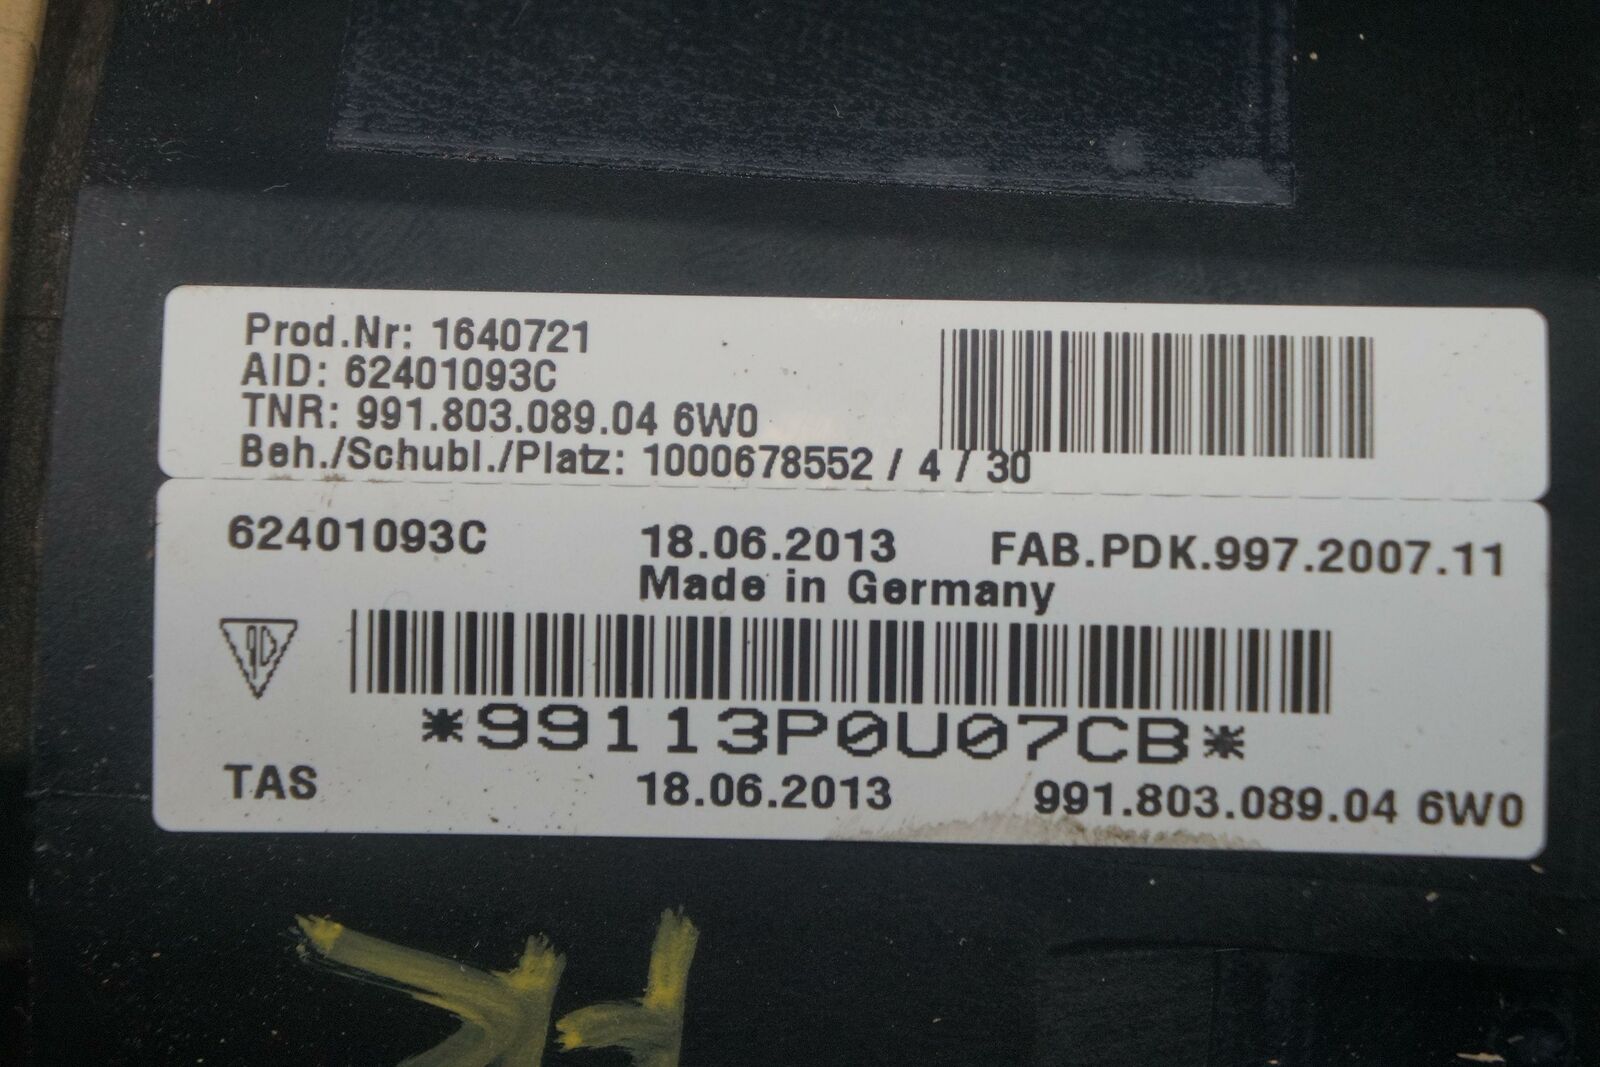 Prod.Nr: 1640721
AID: 62401093C
TNR: 991.803.089.04 6W0
Beh./Schubl./Platz: 1000678552 / 4 / 30
62401093C 18.06.2013 FAB.PDK.997.2007.11
Made in Germany
*99113P0U07CB*
TAS 18.06.2013 991.803.089.04 6W0